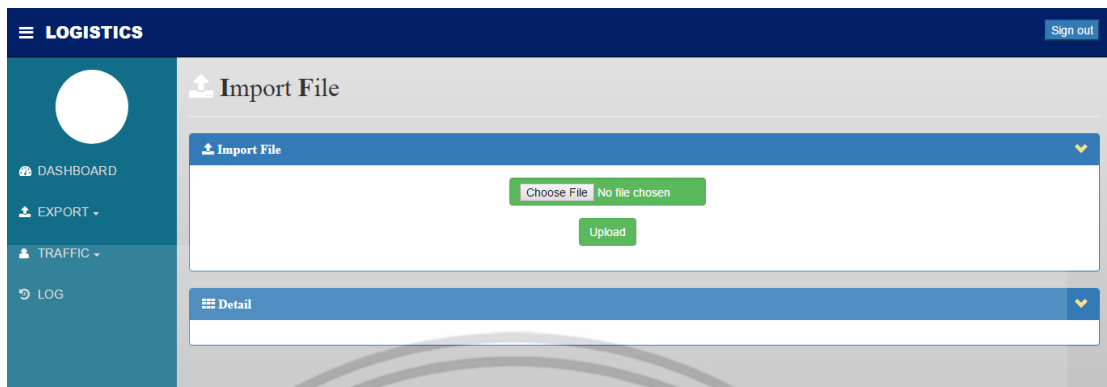 LOGISTICS
Sign out
Import File
Import File
DASHBOARD
Choose File No file chosen
EXPORT
Upload
TRAFFIC
LOG
Detail